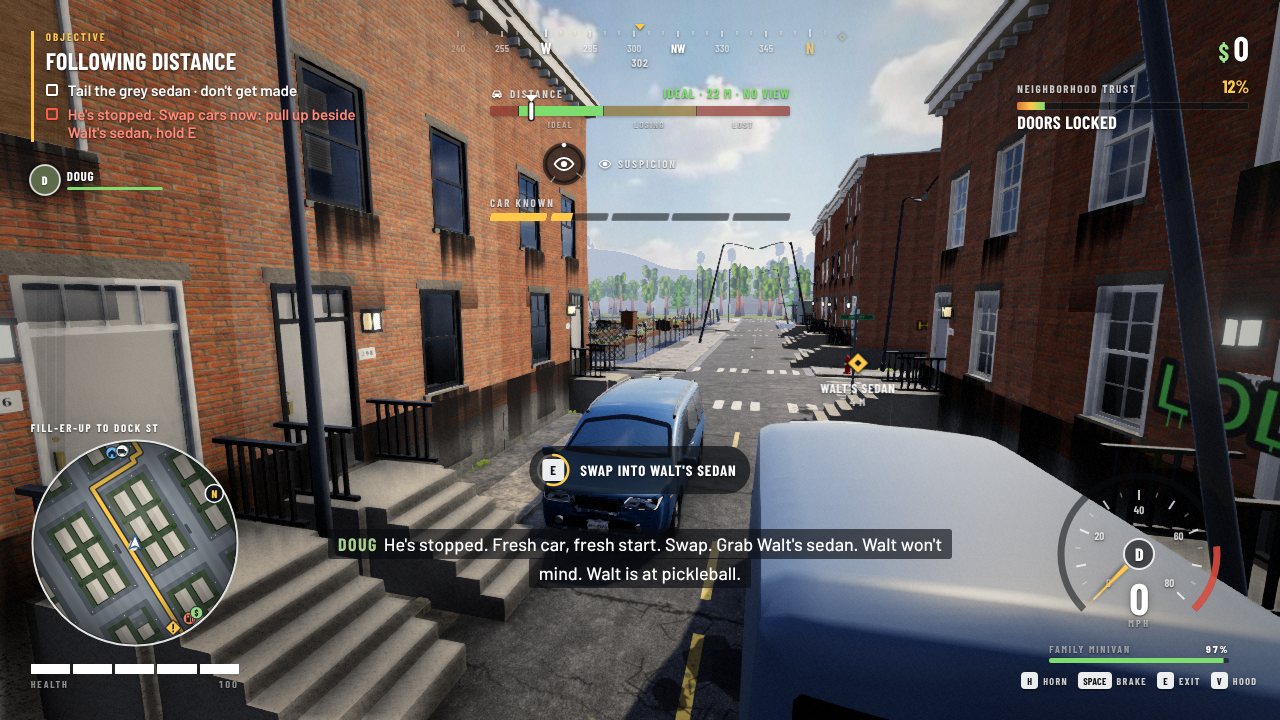 OBJECTIVE
FOLLOWING DISTANCE
Tail the grey sedan · don't get made
He's stopped. Swap cars now: pull up beside
Walt's sedan, hold E
D DOUG
240 255 W 285 300 NW 330 345 N
302
DISTANCE IDEAL · 22 M · NO VIEW
IDEAL LOSING LOST
SUSPICION
CAR KNOWN
$0
NEIGHBORHOOD TRUST 12%
DOORS LOCKED
WALT'S SEDAN
6
LOL
E SWAP INTO WALT'S SEDAN
DOUG He's stopped. Fresh car, fresh start. Swap. Grab Walt's sedan. Walt won't
mind. Walt is at pickleball.
FILL-ER-UP TO DOCK ST
N
$
!
HEALTH 100
0 20 40 60 80
D
0
MPH
FAMILY MINIVAN 97%
H HORN SPACE BRAKE E EXIT V HOOD